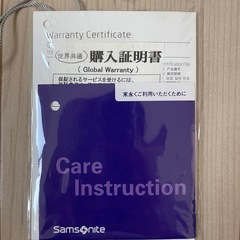 Warranty Certificate
世界共通 購入証明書
( Global Warranty )
保証されるサービスを受けるには、
末永くご利用いただくために
Care
Instruction
Samsonite